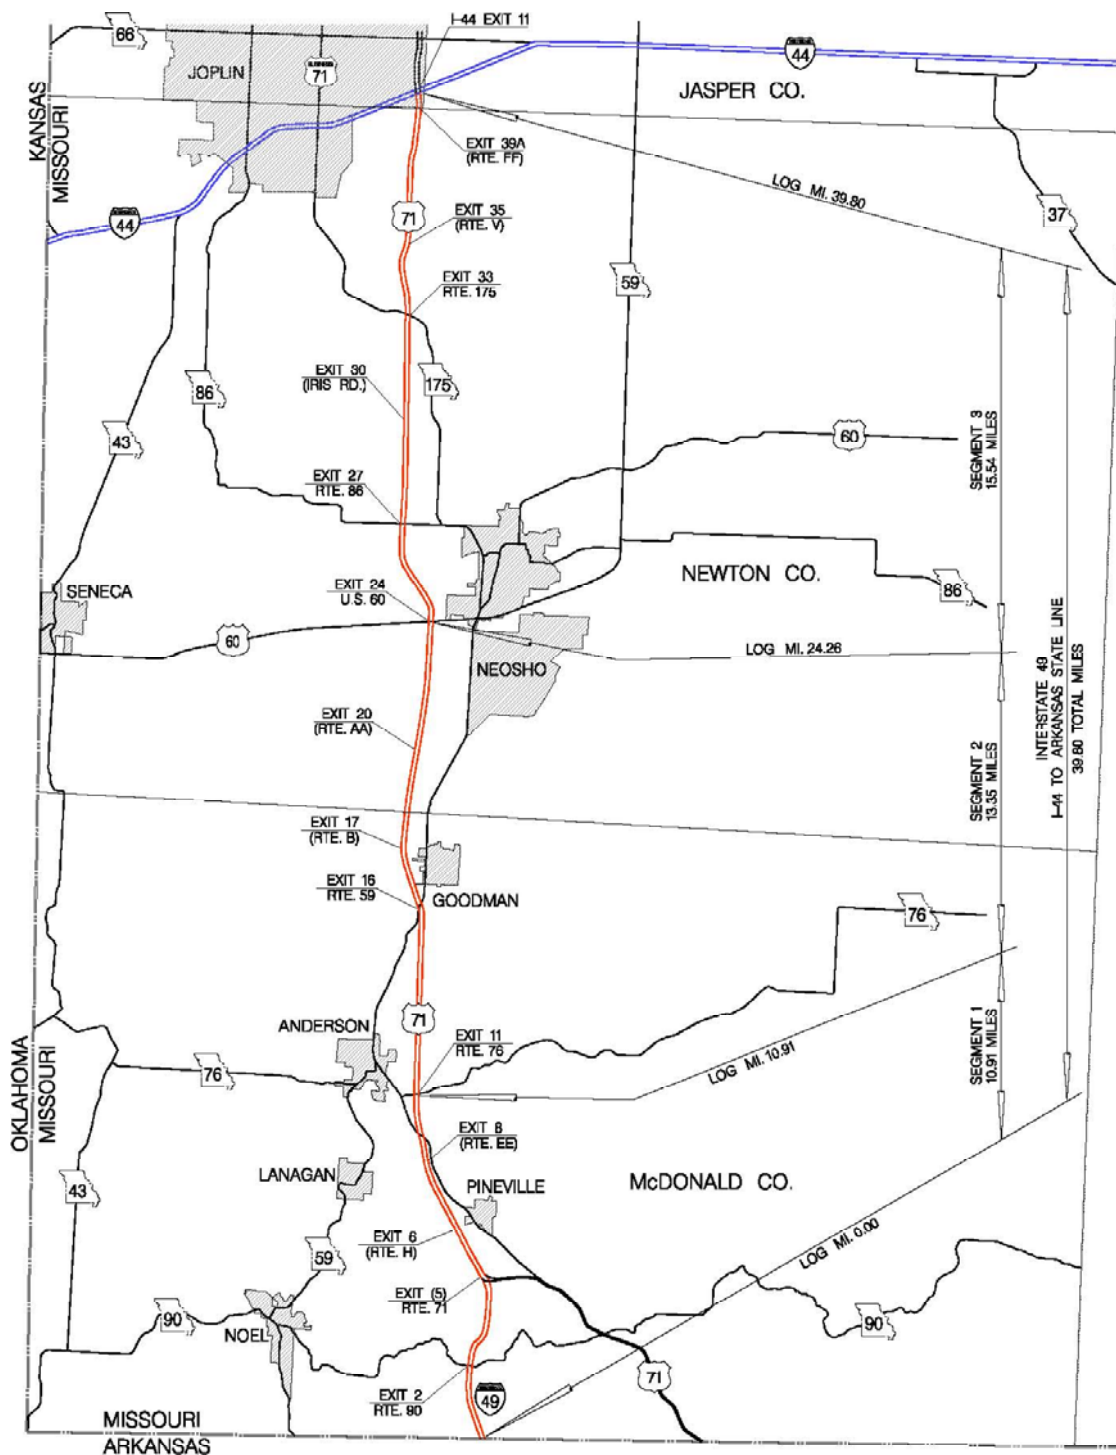 66
I-44 EXIT 11
JOPLIN
71
44
JASPER CO.
KANSAS
MISSOURI
EXIT 39A
(RTE. FF)
LOG MI. 39.80
37
44
71
EXIT 35
(RTE. V)
EXIT 33
RTE. 175
59
EXIT 30
(IRIS RD.)
175
86
43
60
SEGMENT 3
15.54 MILES
EXIT 27
RTE. 86
SENECA
EXIT 24
U.S. 60
NEWTON CO.
86
60
NEOSHO
LOG MI. 24.26
INTERSTATE 49
I-44 TO ARKANSAS STATE LINE
39.80 TOTAL MILES
EXIT 20
(RTE. AA)
SEGMENT 2
13.35 MILES
EXIT 17
(RTE. B)
EXIT 16
RTE. 59
GOODMAN
76
ANDERSON
71
EXIT 11
RTE. 76
LOG MI. 10.91
SEGMENT 1
10.91 MILES
OKLAHOMA
MISSOURI
76
EXIT 8
(RTE. EE)
LANAGAN
43
PINEVILLE
McDONALD CO.
EXIT 6
(RTE. H)
59
LOG MI. 0.00
EXIT (5)
RTE. 71
90
NOEL
90
71
EXIT 2
RTE. 90
49
MISSOURI
ARKANSAS